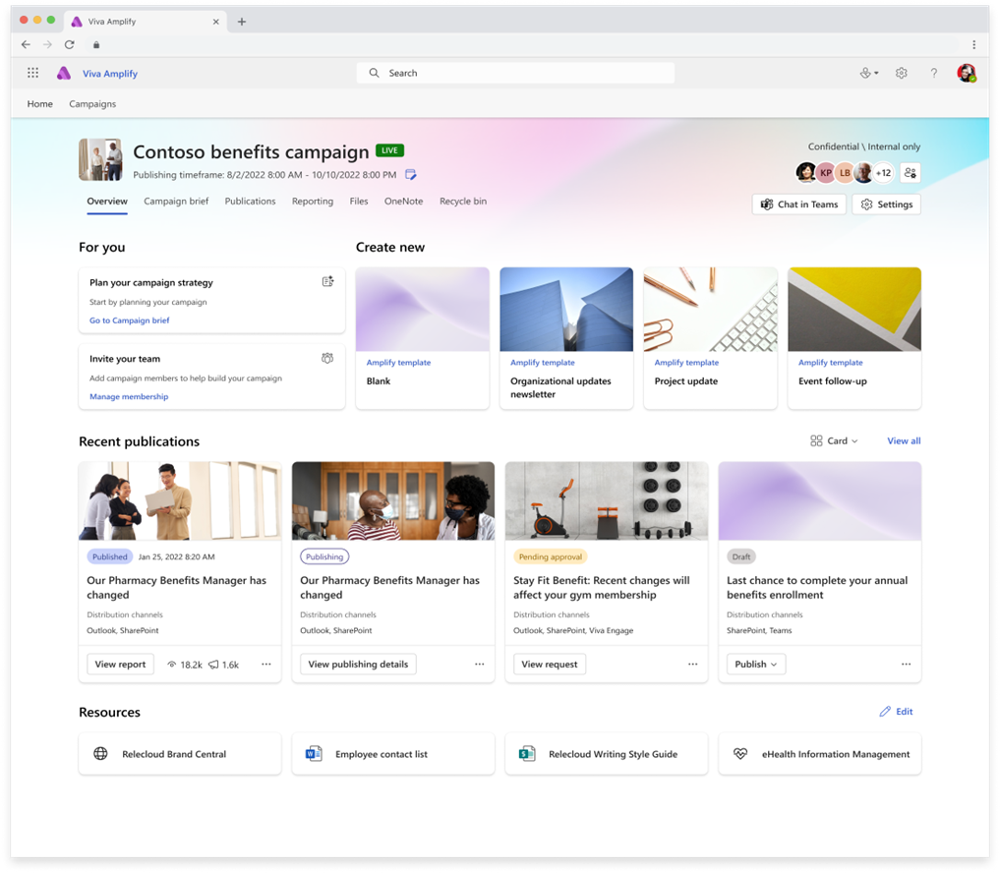 Viva Amplify
Viva Amplify
Search
Home Campaigns
Contoso benefits campaign LIVE
Publishing timeframe: 8/2/2022 8:00 AM - 10/10/2022 8:00 PM
Confidential \ Internal only
KP LB +12
Overview Campaign brief Publications Reporting Files OneNote Recycle bin
Chat in Teams Settings
For you
Plan your campaign strategy
Start by planning your campaign
Go to Campaign brief
Invite your team
Add campaign members to help build your campaign
Manage membership
Create new
Amplify template
Blank
Amplify template
Organizational updates
newsletter
Amplify template
Project update
Amplify template
Event follow-up
Recent publications
Card View all
Published Jan 25, 2022 8:20 AM
Our Pharmacy Benefits Manager has
changed
Distribution channels
Outlook, SharePoint
View report 18.2k 1.6k
Publishing
Our Pharmacy Benefits Manager has
changed
Distribution channels
Outlook, SharePoint
View publishing details
Pending approval
Stay Fit Benefit: Recent changes will
affect your gym membership
Distribution channels
Outlook, SharePoint, Viva Engage
View request
Draft
Last chance to complete your annual
benefits enrollment
Distribution channels
SharePoint, Teams
Publish
Resources
Edit
Relecloud Brand Central
Employee contact list
Relecloud Writing Style Guide
eHealth Information Management